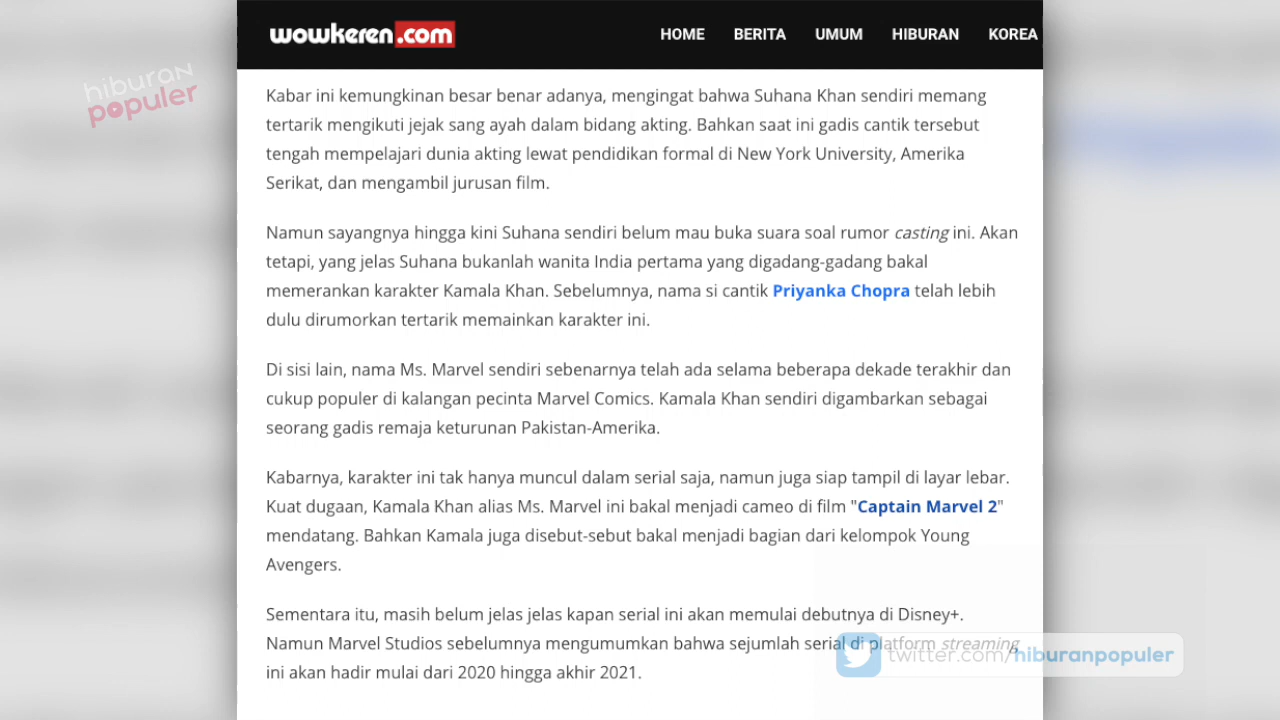 wowkeren.com
HOME BERITA UMUM HIBURAN KOREA
hiburan
populer
Kabar ini kemungkinan besar benar adanya, mengingat bahwa Suhana Khan sendiri memang
tertarik mengikuti jejak sang ayah dalam bidang akting. Bahkan saat ini gadis cantik tersebut
tengah mempelajari dunia akting lewat pendidikan formal di New York University, Amerika
Serikat, dan mengambil jurusan film.
Namun sayangnya hingga kini Suhana sendiri belum mau buka suara soal rumor casting ini. Akan
tetapi, yang jelas Suhana bukanlah wanita India pertama yang digadang-gadang bakal
memerankan karakter Kamala Khan. Sebelumnya, nama si cantik Priyanka Chopra telah lebih
dulu dirumorkan tertarik memainkan karakter ini.
Di sisi lain, nama Ms. Marvel sendiri sebenarnya telah ada selama beberapa dekade terakhir dan
cukup populer di kalangan pecinta Marvel Comics. Kamala Khan sendiri digambarkan sebagai
seorang gadis remaja keturunan Pakistan-Amerika.
Kabarnya, karakter ini tak hanya muncul dalam serial saja, namun juga siap tampil di layar lebar.
Kuat dugaan, Kamala Khan alias Ms. Marvel ini bakal menjadi cameo di film "Captain Marvel 2"
mendatang. Bahkan Kamala juga disebut-sebut bakal menjadi bagian dari kelompok Young
Avengers.
Sementara itu, masih belum jelas jelas kapan serial ini akan memulai debutnya di Disney+.
Namun Marvel Studios sebelumnya mengumumkan bahwa sejumlah serial di platform streaming
ini akan hadir mulai dari 2020 hingga akhir 2021.
twitter.com/hiburanpopuler